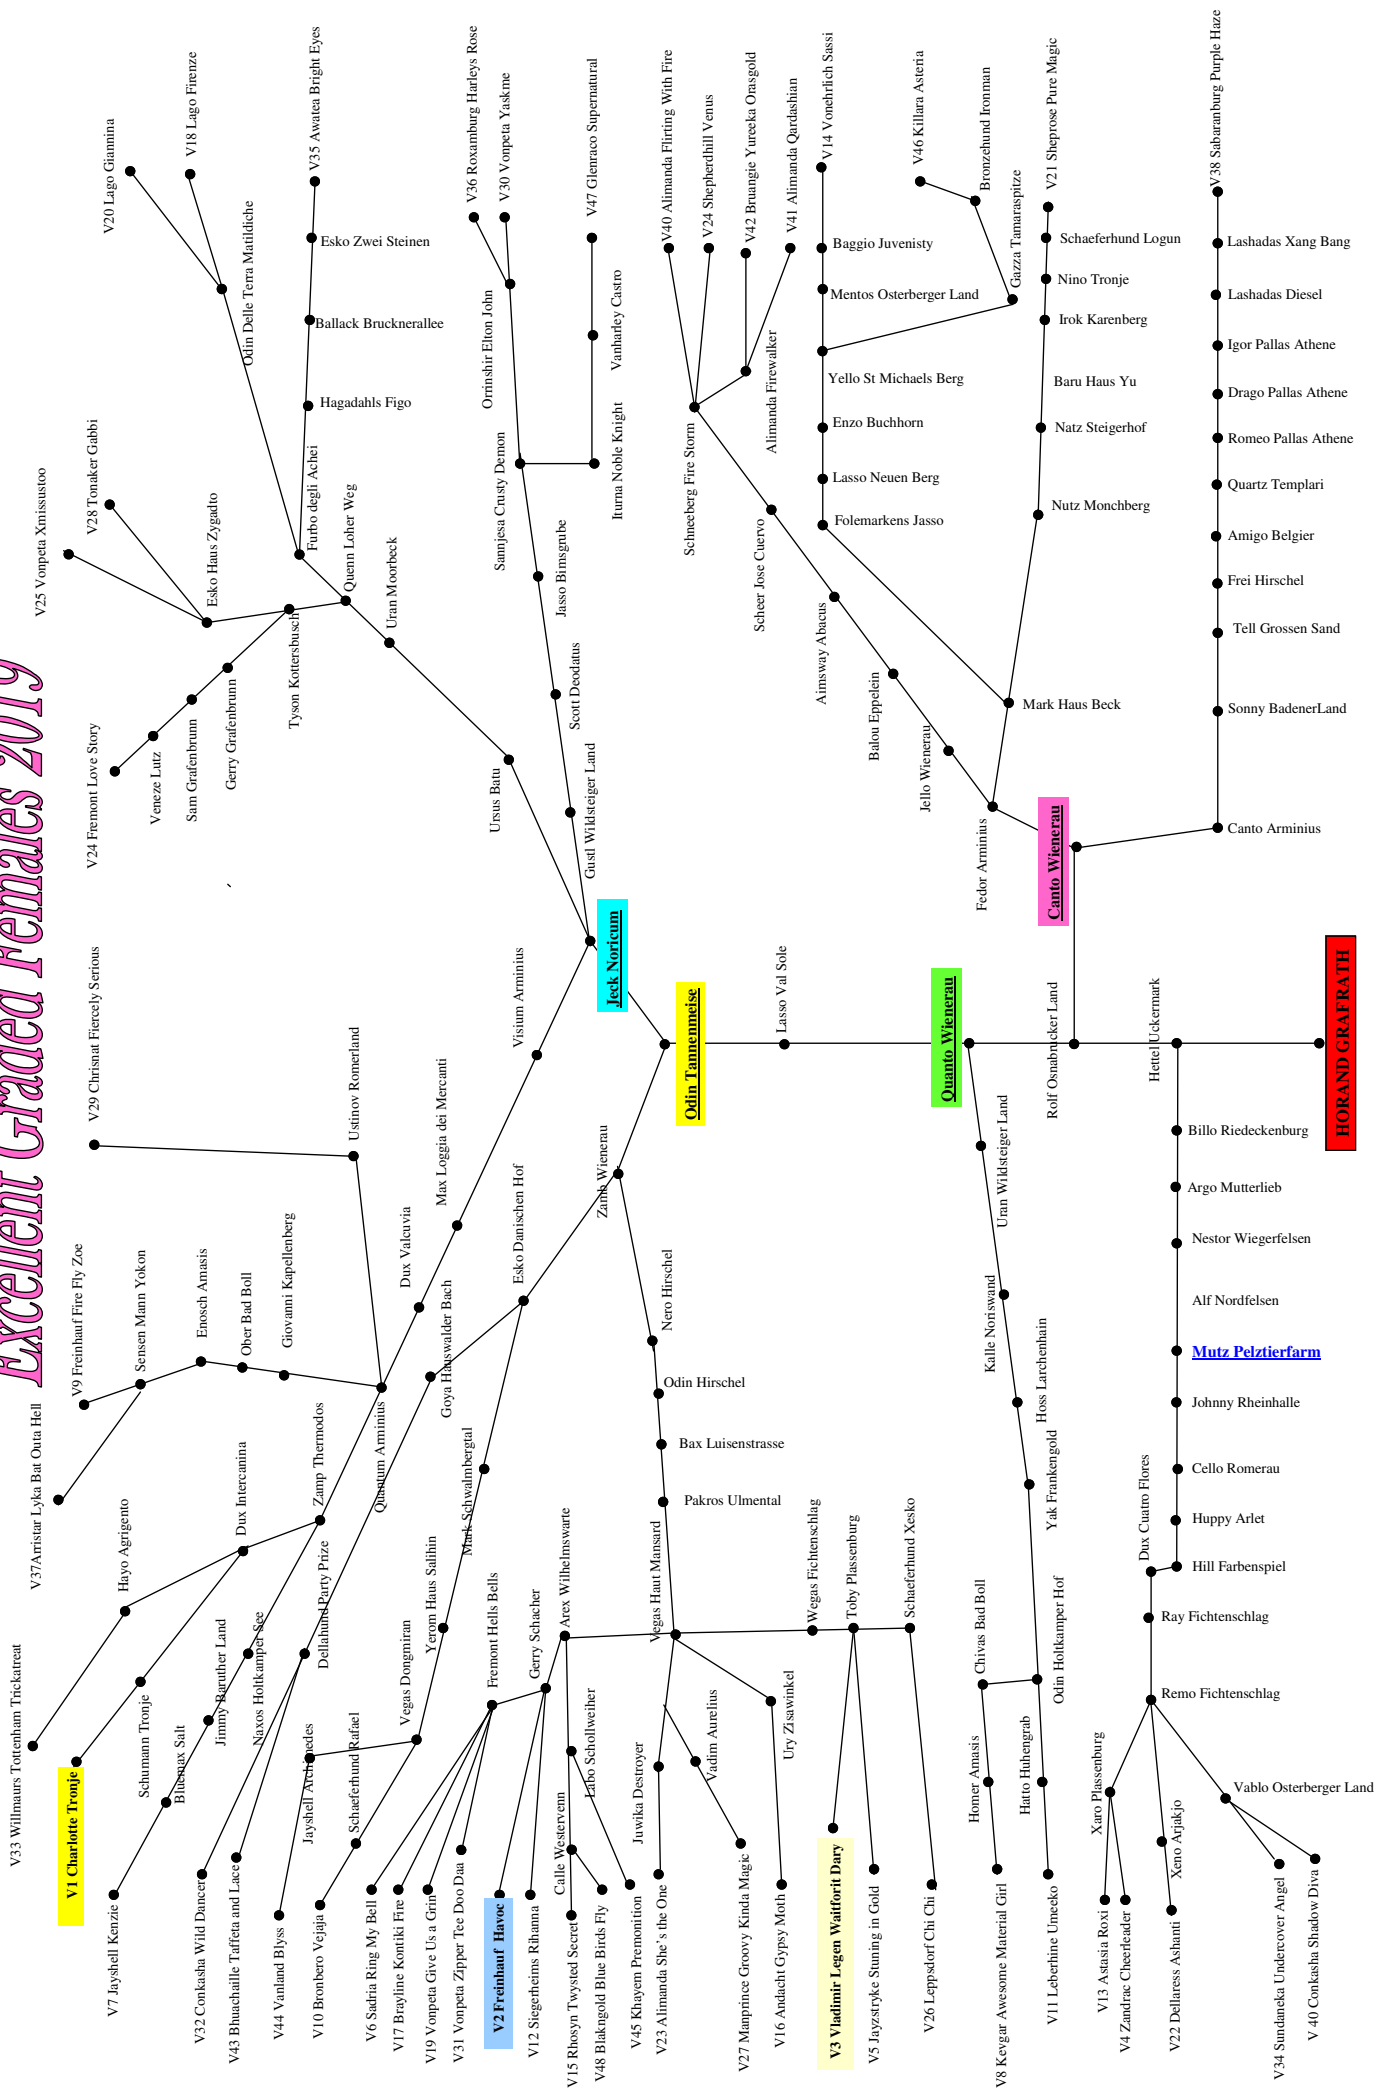 Excellent Graded Females 2019
V20 Lago Giannina
V18 Lago Firenze
V35 Awatea Bright Eyes
Odin Delle Terra Matildiche
Esko Zwei Steinen
Ballack Brucknerallee
Hagadahls Figo
Furbo degli Achei
V25 Vonpeta Xmissustoo
V28 Tonaker Gabbi
Esko Haus Zygadto
Quenn Loher Weg
Uran Moorbeck
Tyson Kottersbusch
Gerry Grafenbrunn
Sam Grafenbrunn
Veneze Lutz
V24 Fremont Love Story
Ursus Batu
V36 Roxamburg Harleys Rose
V30 Vonpeta Yaskme
V47 Glenraco Supernatural
Orrinshir Elton John
Vanharley Castro
Iturna Noble Knight
Sannjesa Crusty Demon
Jasso Bimsgrube
Scott Deodatus
Gustl Wildsteiger Land
V40 Alimanda Flirting With Fire
V24 Shepherdhill Venus
V42 Bruangie Yureeka Orasgold
V41 Alimanda Qardashian
Alimanda Firewalker
Schneeberg Fire Storm
Scheer Jose Cuervo
Aimsway Abacus
Balou Eppelein
Jello Wienerau
Fedor Arminius
V14 Vonehrlich Sassi
Baggio Juvenisty
Mentos Osterberger Land
Yello St Michaels Berg
Enzo Buchhorn
Lasso Neuen Berg
Folemarkens Jasso
V46 Killara Asteria
Bronzehund Ironman
Gazza Tamaraspitze
V21 Sheprose Pure Magic
Schaeferhund Logun
Nino Tronje
Irok Karenberg
Baru Haus Yu
Natz Steigerhof
Nutz Monchberg
Mark Haus Beck
V38 Sabaranburg Purple Haze
Lashadas Xang Bang
Lashadas Diesel
Igor Pallas Athene
Drago Pallas Athene
Romeo Pallas Athene
Quartz Templari
Amigo Belgier
Frei Hirschel
Tell Grossen Sand
Sonny BadenerLand
Canto Arminius
Canto Wienerau
Jeck Noricum
Odin Tannenmeise
Lasso Val Sole
Quanto Wienerau
Rolf Osnabrucker Land
Hettel Uckermark
HORAND GRAFRATH
V29 Chrisnat Fiercely Serious
Ustinov Romerland
Visium Arminius
Max Loggia dei Mercanti
Dux Valcuvia
Quantum Arminius
Giovanni Kapellenberg
Ober Bad Boll
Enosch Amasis
Sensen Mann Yokon
V9 Freinhauf Fire Fly Zoe
V37Arristar Lyka Bat Outa Hell
Zamp Thermodos
Dux Intercanina
Hayo Agrigento
V33 Willmaurs Tottenham Trickatreat
V1 Charlotte Tronje
Schumann Tronje
Bluemax Salt
Jimmy Baruther Land
V7 Jayshell Kenzie
Zamb Wienerau
Esko Danischen Hof
Goya Hauswalder Bach
Dellahund Party Prize
Naxos Holtkamper See
V32 Conkasha Wild Dancer
V43 Bhuachaille Taffeta and Lace
Mark Schwalmbergtal
Yerom Haus Salihin
Vegas Dongmiran
Jayshell Archimedes
V44 Vanland Blyss
Schaeferhund Rafael
V10 Bronbero Vejaja
Nero Hirschel
Odin Hirschel
Bax Luisenstrasse
Pakros Ulmental
Vegas Haut Mansard
Arex Wilhelmswarte
Gerry Schacher
Fremont Hells Bells
V6 Sadria Ring My Bell
V17 Brayline Kontiki Fire
V19 Vonpeta Give Us a Grin
V31 Vonpeta Zipper Tee Doo Daa
V2 Freinhauf Havoc
V12 Siegerheims Rihanna
Labo Schollweiher
Calle Westervenn
V15 Rhosyn Twysted Secret
V48 Blakngold Blue Birds Fly
V45 Khayem Premonition
Juwika Destroyer
V23 Alimanda She's the One
Vadim Aurelius
V27 Manprince Groovy Kinda Magic
Ury Zisawinkel
V16 Andacht Gypsy Moth
Wegas Fichtenschlag
Toby Plassenburg
Schaeferhund Xesko
V3 Vladimir Legen Waitforit Dary
V5 Jayzstryke Stuning in Gold
V26 Leppsdorf Chi Chi
Uran Wildsteiger Land
Kalle Noriswand
Hoss Larchenhain
Yak Frankengold
Odin Holtkamper Hof
Chivas Bad Boll
Homer Amasis
V8 Kevgar Awesome Material Girl
Hatto Huhengrab
V11 Leberhine Umeeko
Billo Riedeckenburg
Argo Mutterlieb
Nestor Wiegerfelsen
Alf Nordfelsen
Mutz Pelztierfarm
Johnny Rheinhalle
Cello Romerau
Huppy Arlet
Hill Farbenspiel
Dux Cuatro Flores
Ray Fichtenschlag
Remo Fichtenschlag
Xaro Plassenburg
V13 Astasia Roxi
V4 Zandrac Cheerleader
Xeno Arjakjo
V22 Dellaress Ashanti
Vablo Osterberger Land
V34 Sundaneka Undercover Angel
V 40 Conkasha Shadow Diva